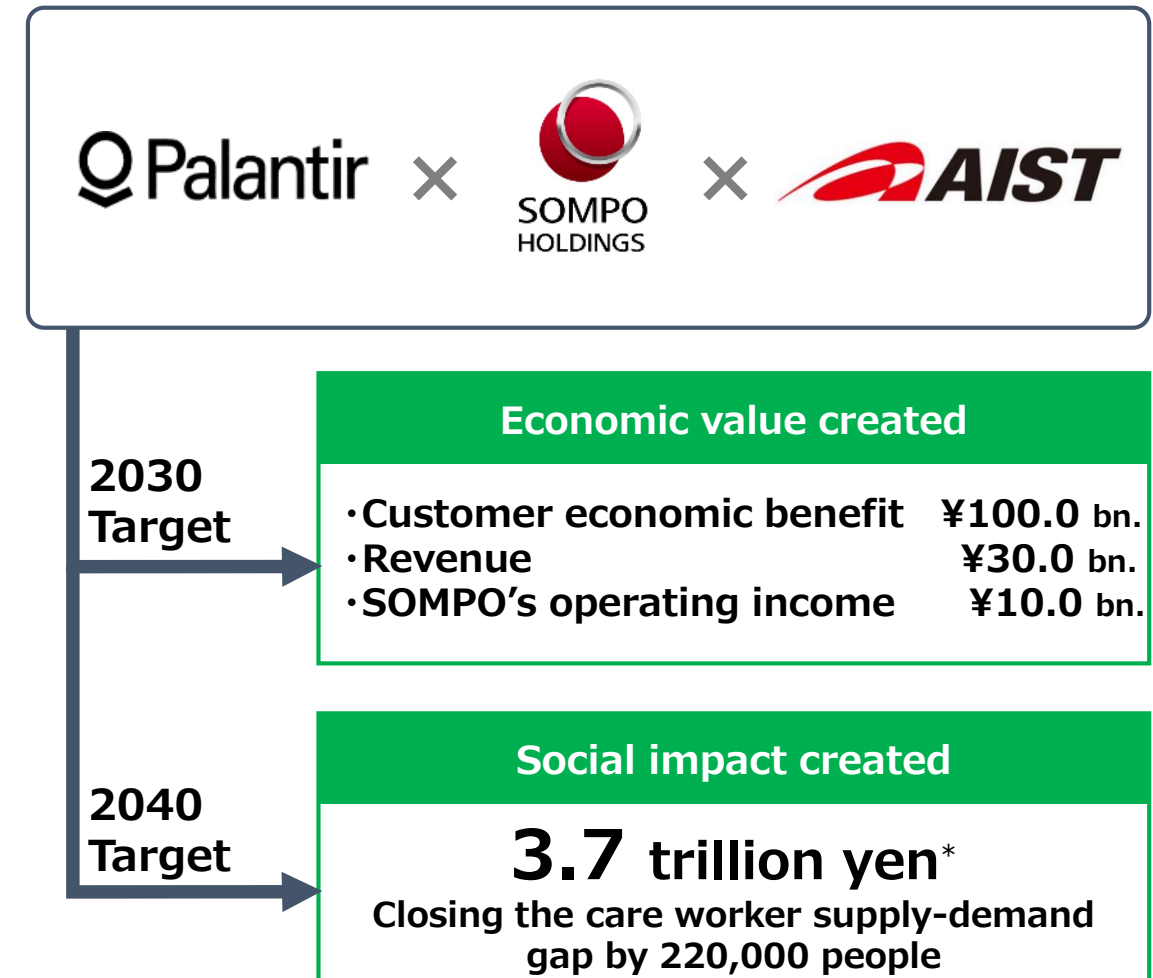 Palantir × SOMPO HOLDINGS × AIST
2030
Target
Economic value created
・Customer economic benefit ¥100.0 bn.
・Revenue ¥30.0 bn.
・SOMPO’s operating income ¥10.0 bn.
2040
Target
Social impact created
3.7 trillion yen*
Closing the care worker supply-demand
gap by 220,000 people